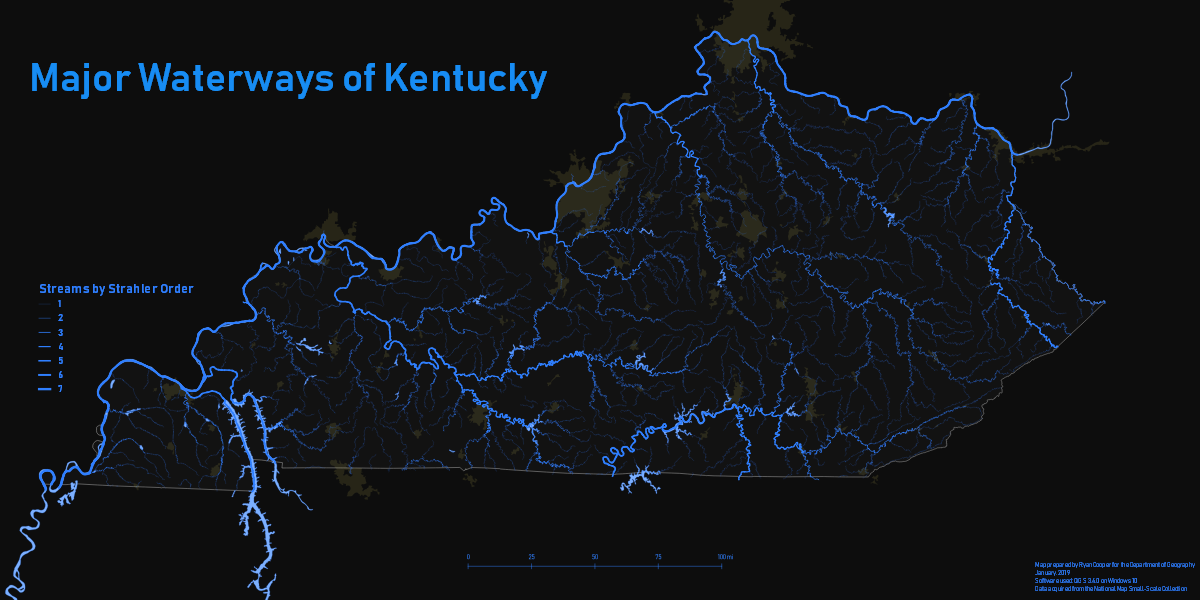 Major Waterways of Kentucky
Streams by Strahler Order
1
2
3
4
5
6
7
0 25 50 75 100 mi
Map prepared by Ryan Cooper for the Department of Geography
January, 2019
Software used: QGIS 3.6.0 on Windows 10
Data acquired from the National Map Small-Scale Collection